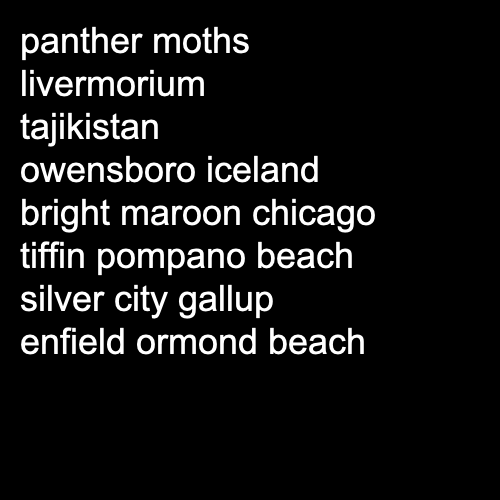 panther moths
livermorium
tajikistan
owensboro iceland
bright maroon chicago
tiffin pompano beach
silver city gallup
enfield ormond beach